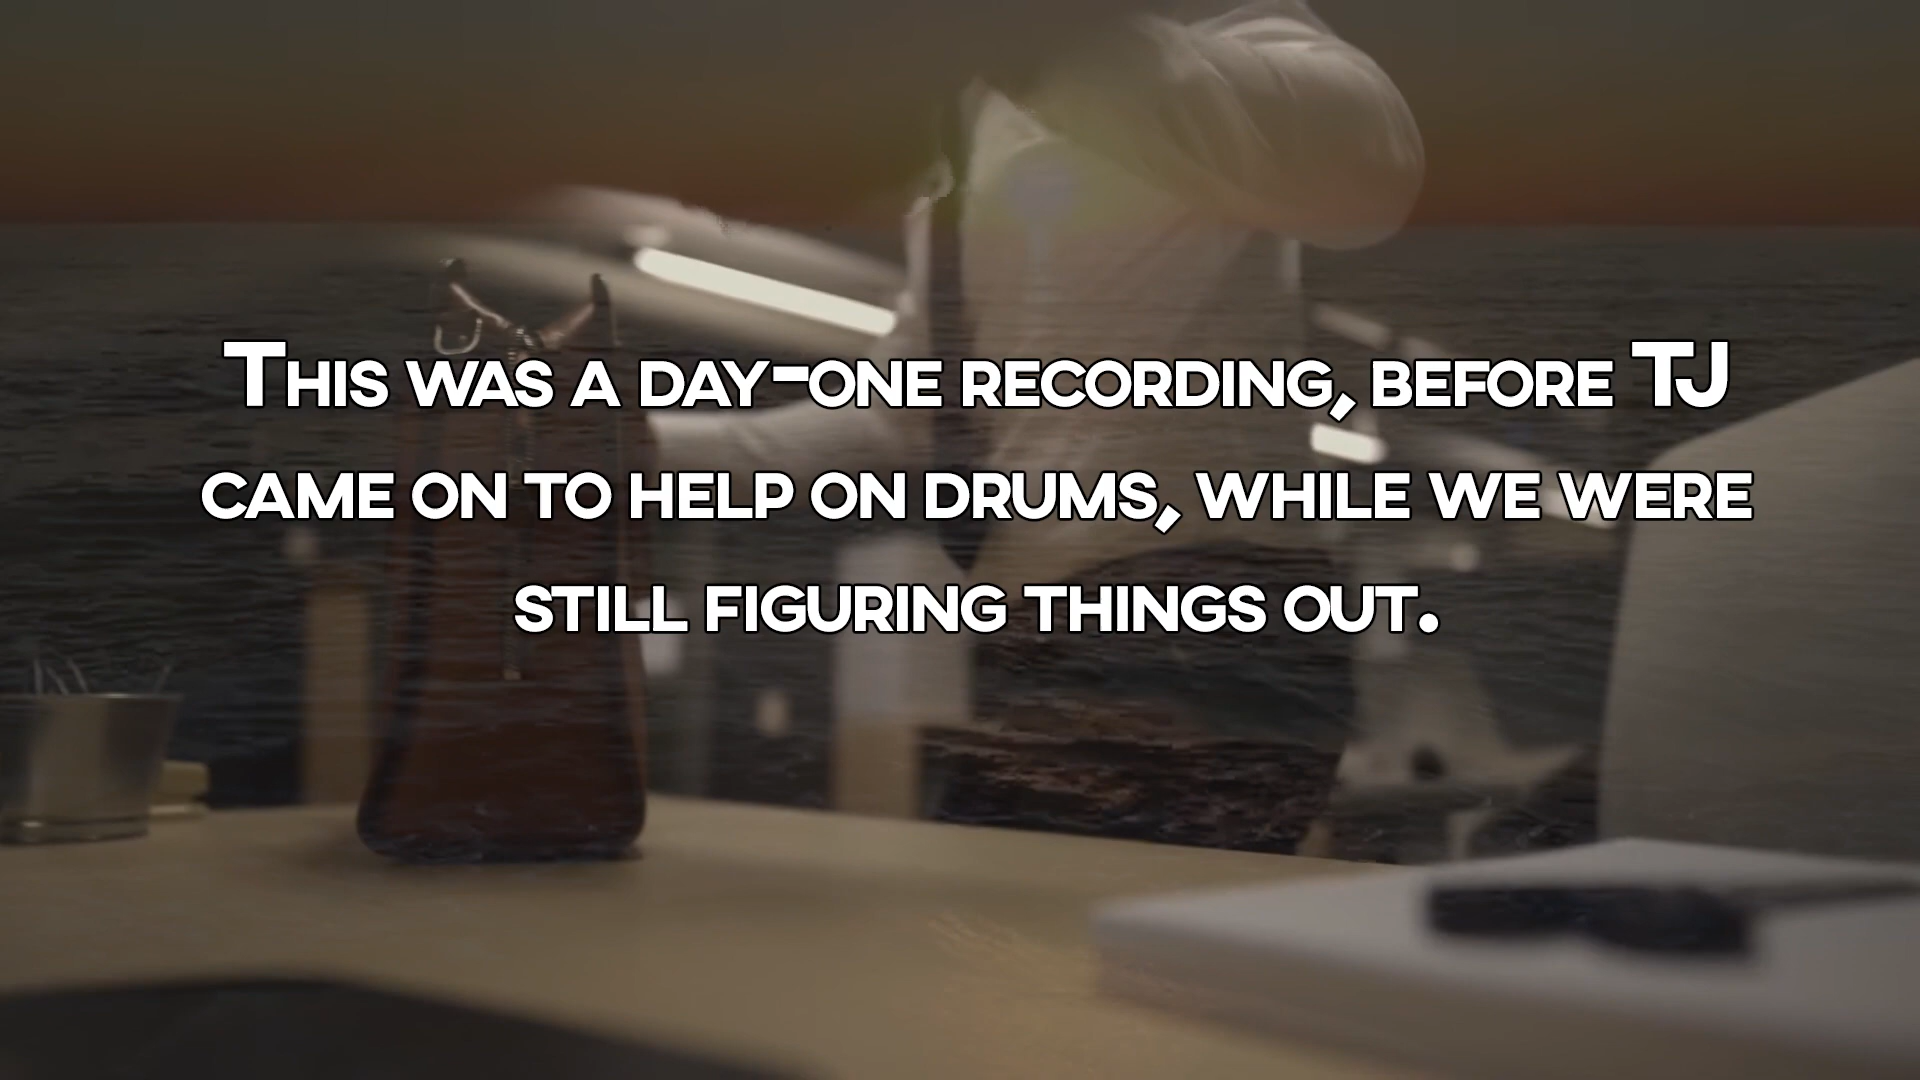 This was a day-one recording, before TJ
came on to help on drums, while we were
still figuring things out.